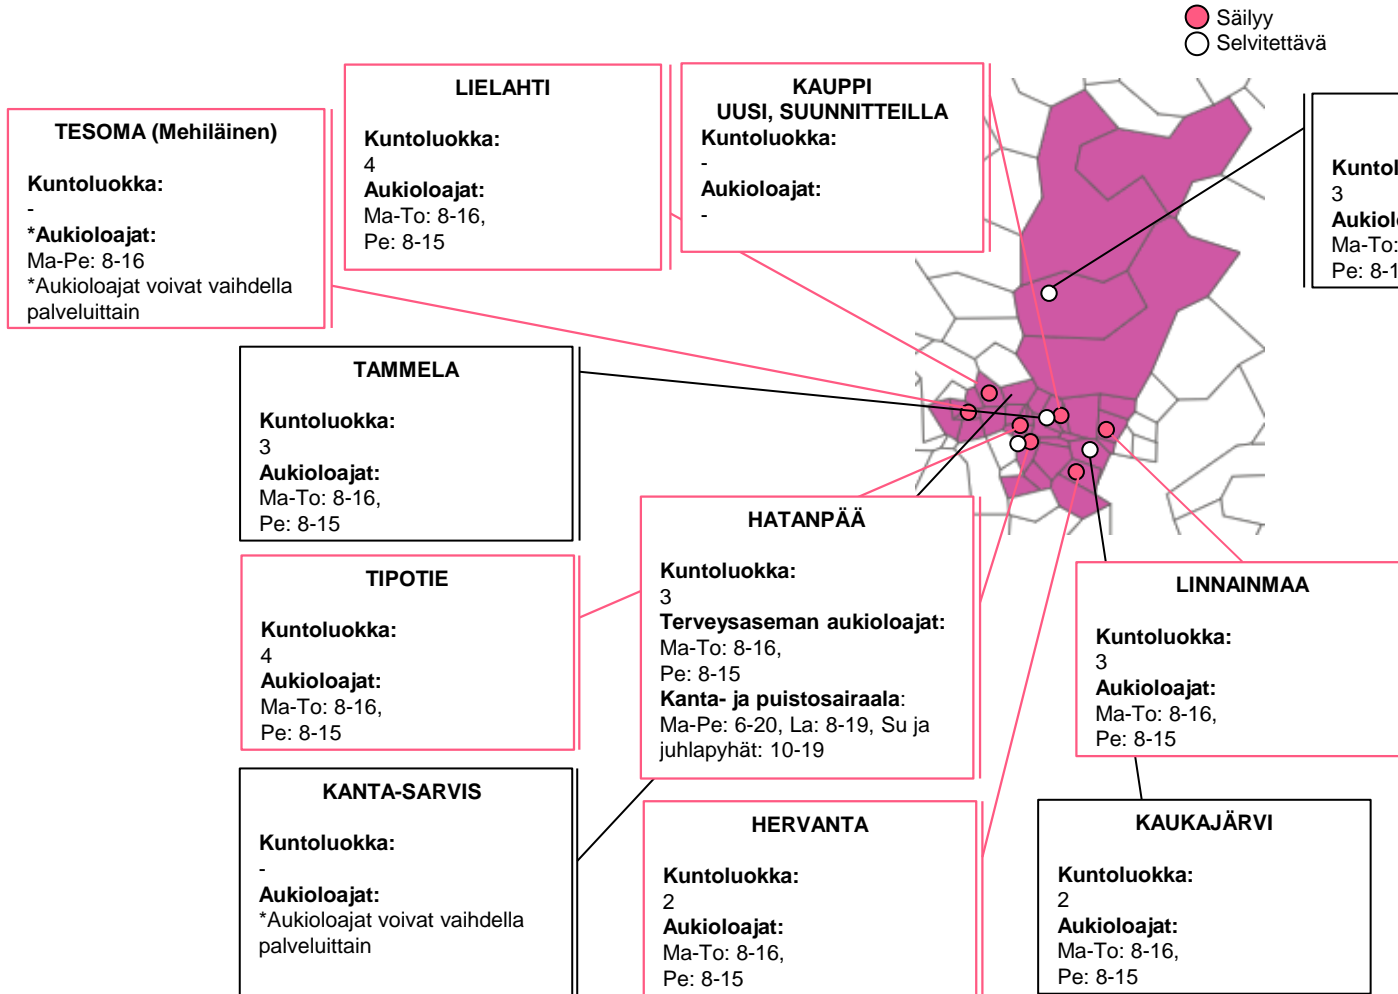 Säilyy
Selvitettävä
TESOMA (Mehiläinen)
Kuntoluokka:
-
*Aukioloajat:
Ma-Pe: 8-16
*Aukioloajat voivat vaihdella
palveluittain
LIELAHTI
Kuntoluokka:
4
Aukioloajat:
Ma-To: 8-16,
Pe: 8-15
KAUPPI
UUSI, SUUNNITTEILLA
Kuntoluokka:
-
Aukioloajat:
-
3
Ma-To:
TAMMELA
Kuntoluokka:
3
Aukioloajat:
Ma-To: 8-16,
Pe: 8-15
TIPOTIE
Kuntoluokka:
4
Aukioloajat:
Ma-To: 8-16,
Pe: 8-15
HATANPÄÄ
Kuntoluokka:
3
Terveysaseman aukioloajat:
Ma-To: 8-16,
Pe: 8-15
Kanta- ja puistosairaala:
Ma-Pe: 6-20, La: 8-19, Su ja
juhlapyhät: 10-19
LINNAINMAA
Kuntoluokka:
3
Aukioloajat:
Ma-To: 8-16,
Pe: 8-15
KANTA-SARVIS
Kuntoluokka:
-
Aukioloajat:
*Aukioloajat voivat vaihdella
palveluittain
HERVANTA
Kuntoluokka:
2
Aukioloajat:
Ma-To: 8-16,
Pe: 8-15
KAUKAJÄRVI
Kuntoluokka:
2
Aukioloajat:
Ma-To: 8-16,
Pe: 8-15